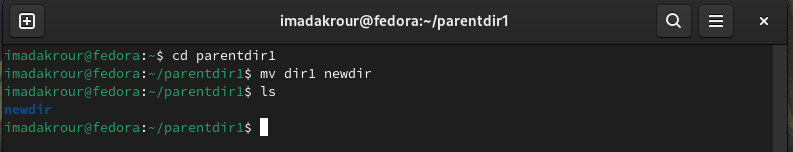 imadakrour@fedora:~/parentdir1
imadakrour@fedora:~$ cd parentdir1
imadakrour@fedora:~/parentdir1$ mv dir1 newdir
imadakrour@fedora:~/parentdir1$ ls
newdir
imadakrour@fedora:~/parentdir1$